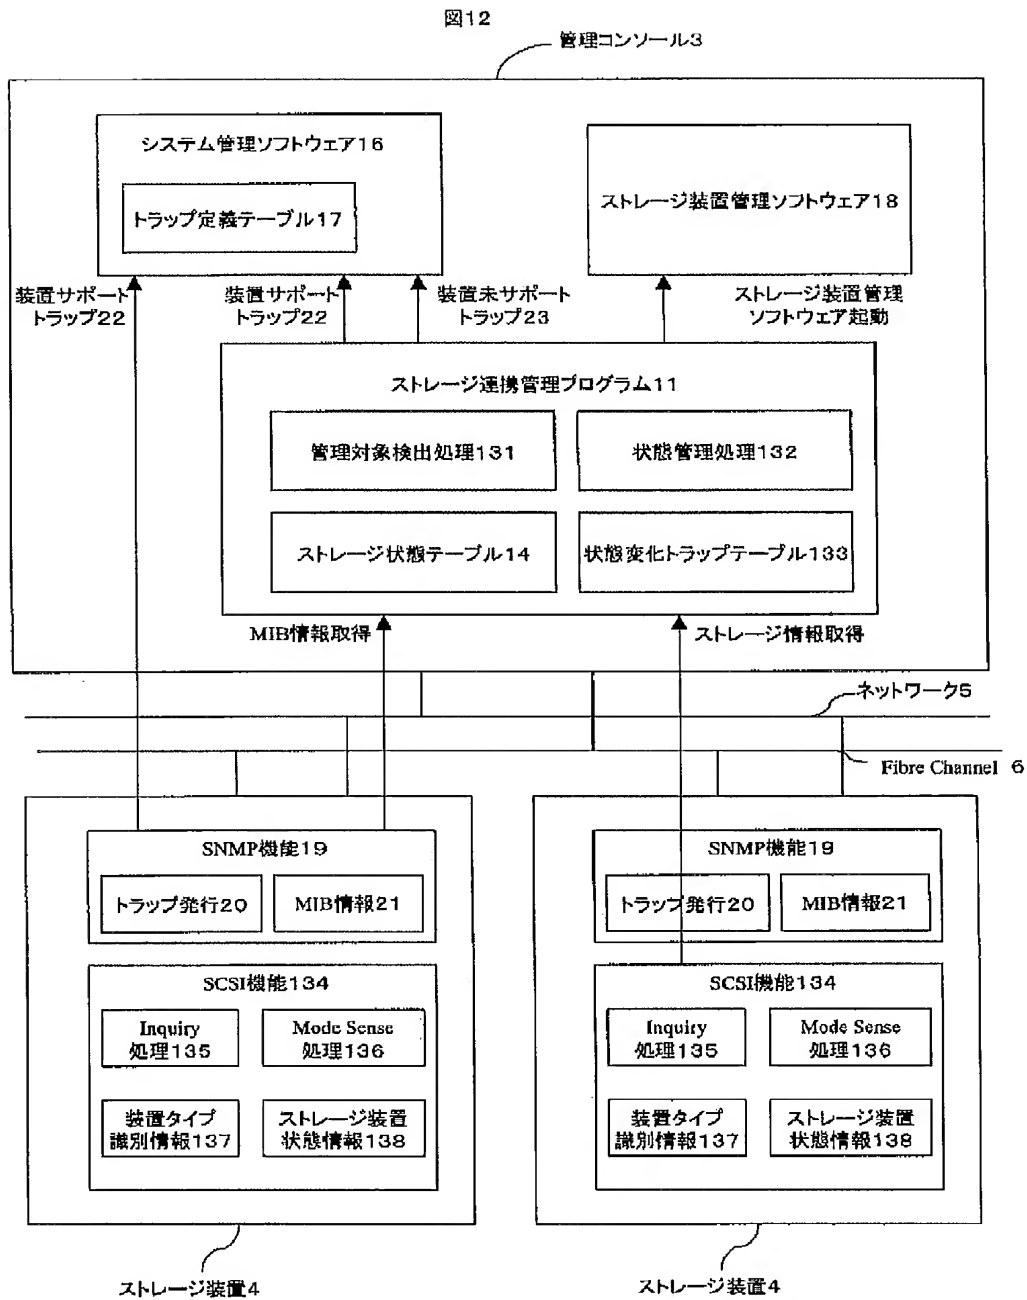 図12
管理コンソール3
システム管理ソフトウェア16
トラップ定義テーブル17
ストレージ装置管理ソフトウェア18
装置サポート
トラップ22
装置サポート
トラップ22
装置未サポート
トラップ23
ストレージ装置管理
ソフトウェア起動
ストレージ連携管理プログラム11
管理対象検出処理131
状態管理処理132
ストレージ状態テーブル14
状態変化トラップテーブル133
MIB情報取得
ストレージ情報取得
ネットワーク5
Fibre Channel 6
SNMP機能19
トラップ発行20
MIB情報21
SCSI機能134
Inquiry
処理135
Mode Sense
処理136
装置タイプ
識別情報137
ストレージ装置
状態情報138
ストレージ装置4
SNMP機能19
トラップ発行20
MIB情報21
SCSI機能134
Inquiry
処理135
Mode Sense
処理136
装置タイプ
識別情報137
ストレージ装置
状態情報138
ストレージ装置4